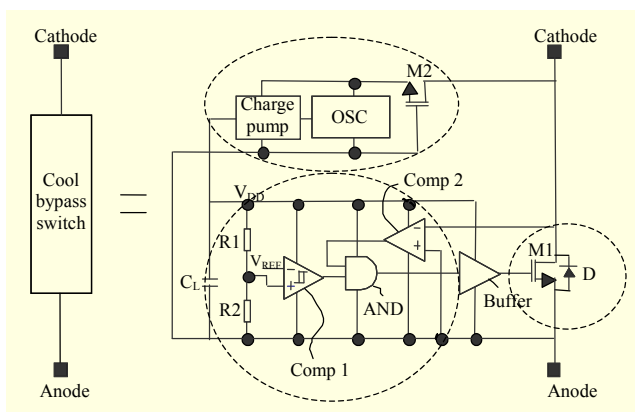 Cathode
Cool
bypass
switch
Anode
Cathode
M2
Charge
pump
OSC
Comp 2
VDD
R1
VREF
CL
R2
AND
Buffer
M1
D
Comp 1
Anode